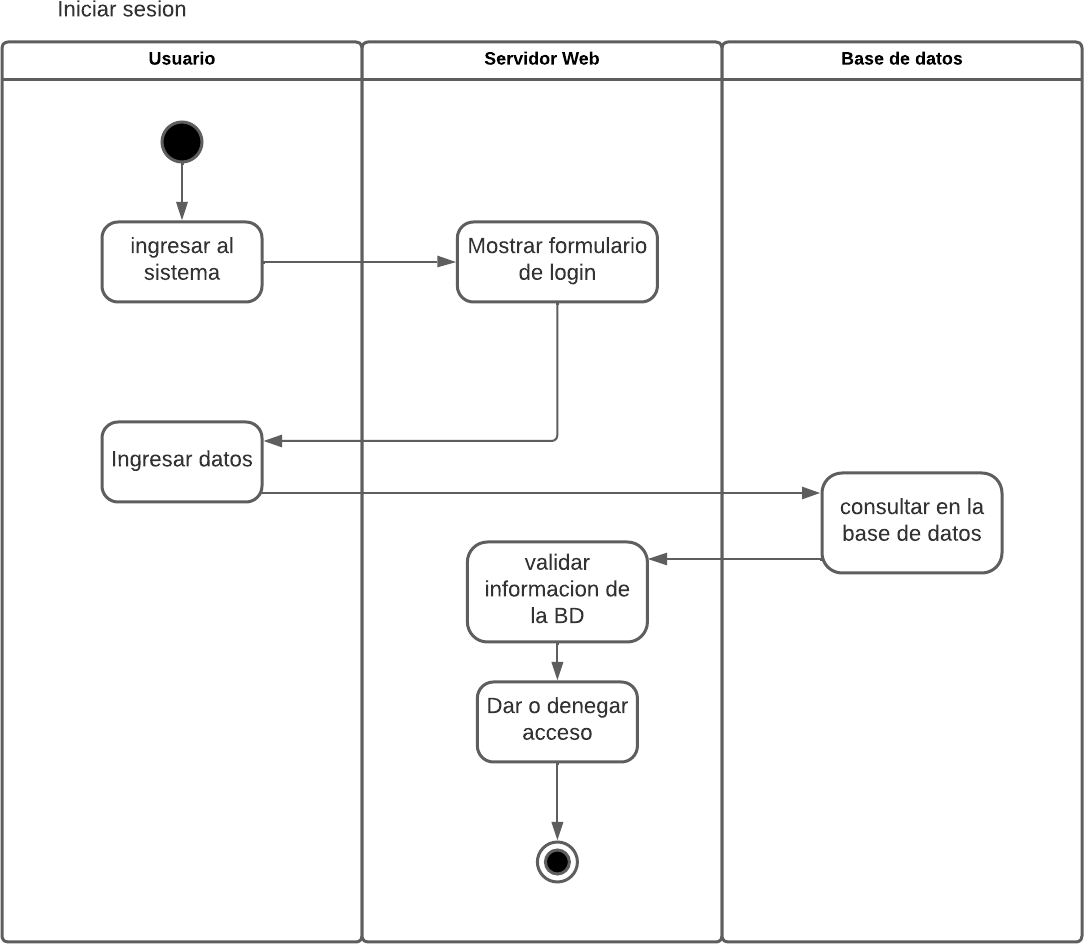 Iniciar sesion
Usuario
Servidor Web
Base de datos
ingresar al
sistema
Mostrar formulario
de login
Ingresar datos
consultar en la
base de datos
validar
informacion de
la BD
Dar o denegar
acceso